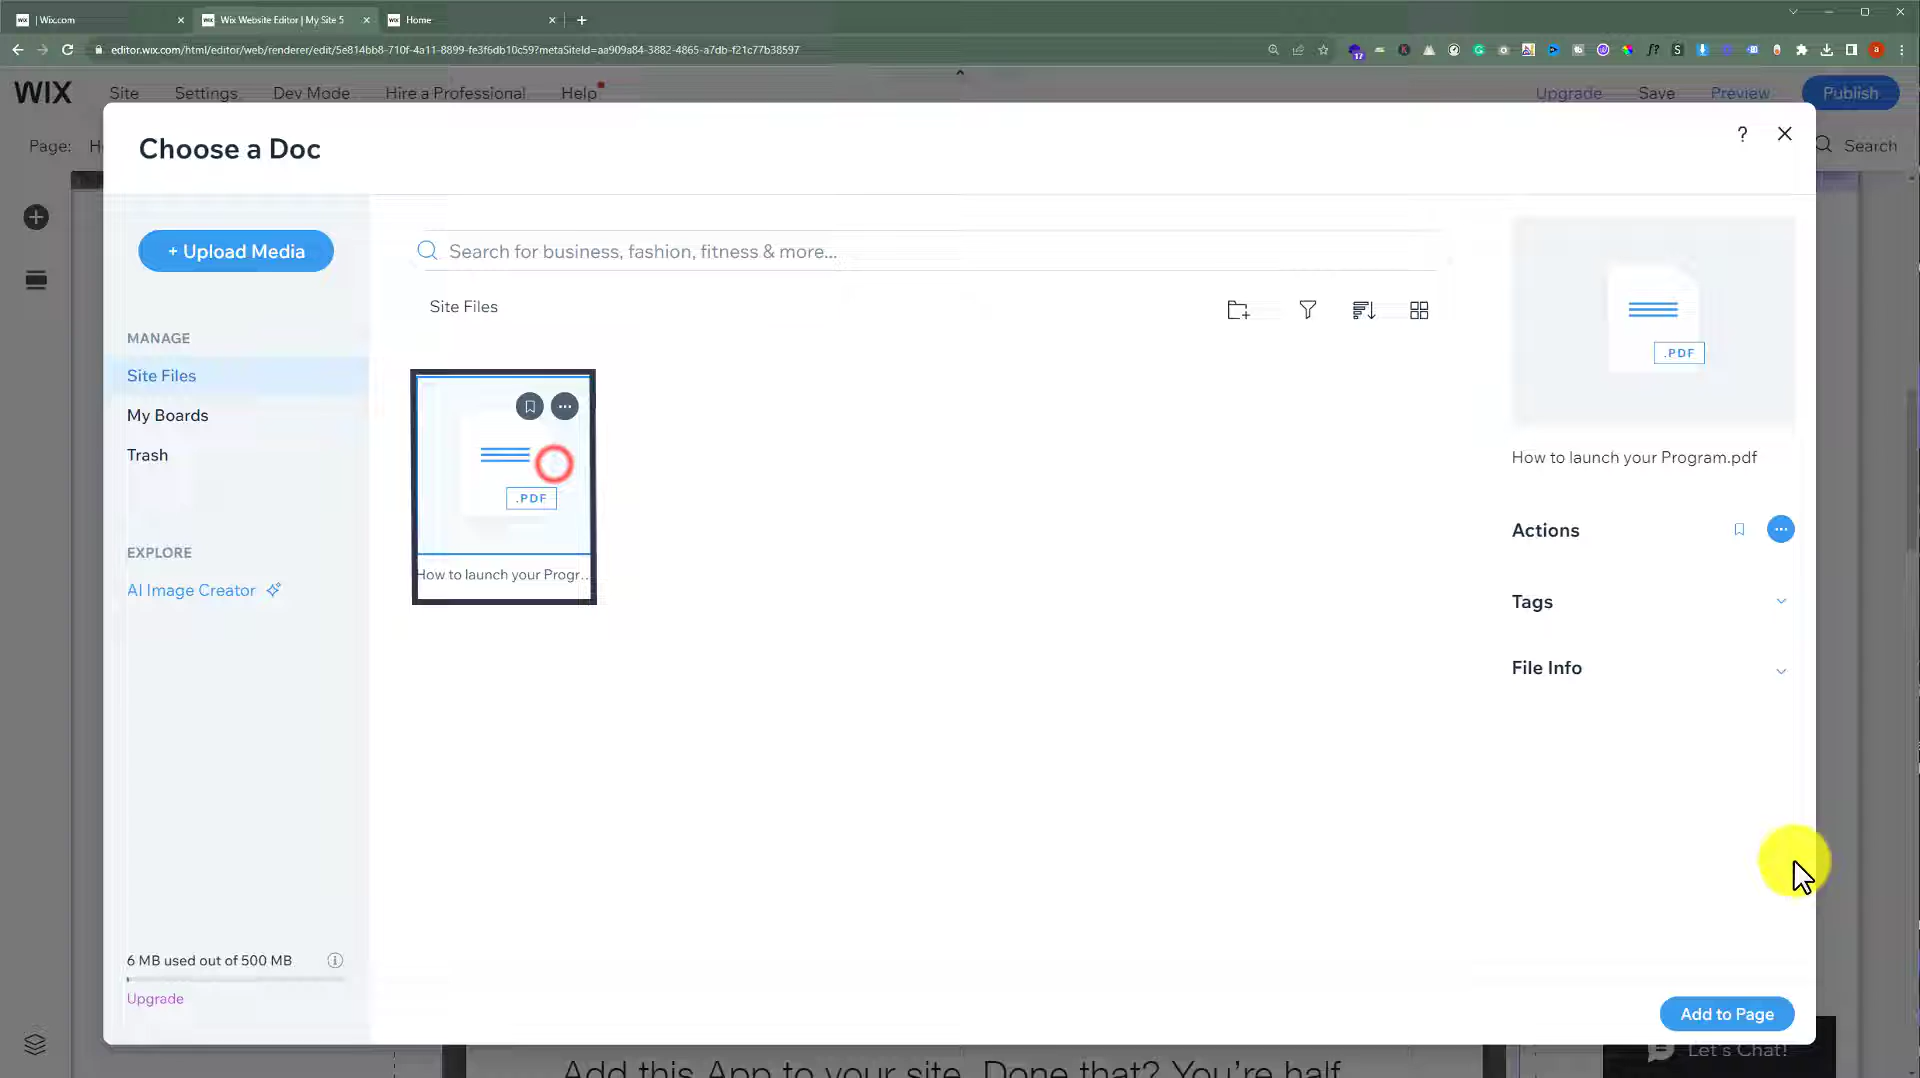 | Wix.com
Wix Website Editor | My Site 5
Home
editor.wix.com/html/editor/web/renderer/edit/5e814bb8-710f-4a11-8899-fe3f6db10c59?metaSiteId=aa909a84-3882-4865-a7db-f21c77b38597
WIX
Site
Settings
Dev Mode
Hire a Professional
Help
Upgrade
Save
Preview
Publish
Page:
Search
Choose a Doc
?
+ Upload Media
Search for business, fashion, fitness & more...
Site Files
MANAGE
Site Files
My Boards
Trash
EXPLORE
AI Image Creator
.PDF
How to launch your Progr...
.PDF
How to launch your Program.pdf
Actions
Tags
File Info
6 MB used out of 500 MB
Upgrade
Add to Page
Add this App to your site. Done that? You're half
Let's Chat!